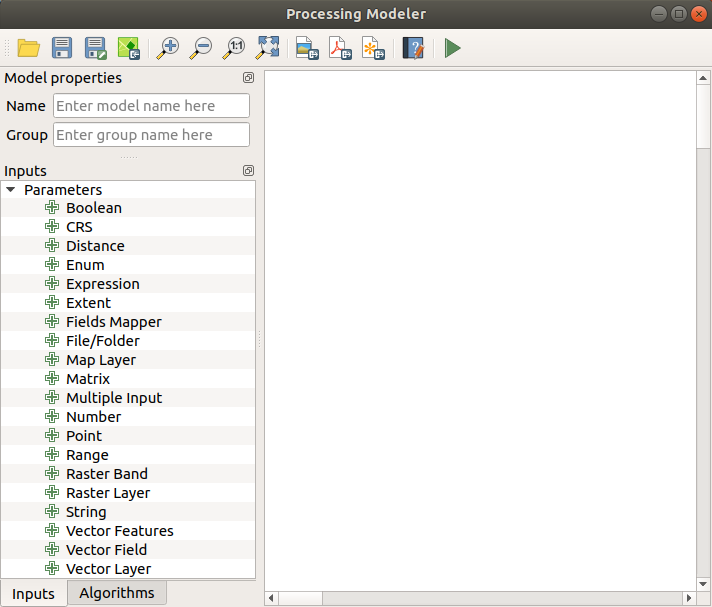 Processing Modeler
1:1
Model properties
Name Enter model name here
Group Enter group name here
Inputs
Parameters
Boolean
CRS
Distance
Enum
Expression
Extent
Fields Mapper
File/Folder
Map Layer
Matrix
Multiple Input
Number
Point
Range
Raster Band
Raster Layer
String
Vector Features
Vector Field
Vector Layer
Inputs Algorithms